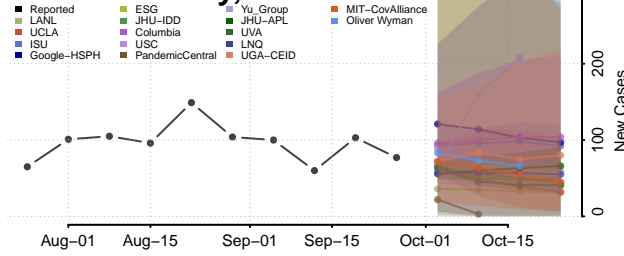 Reported ESG Yu_Group MIT−CovAlliance
LANL JHU−IDD JHU−APL Oliver Wyman
UCLA Columbia UVA
ISU USC LNQ
Google−HSPH PandemicCentral UGA−CEID
New Cases
200
100
0
Aug−01 Aug−15 Sep−01 Sep−15 Oct−01 Oct−15